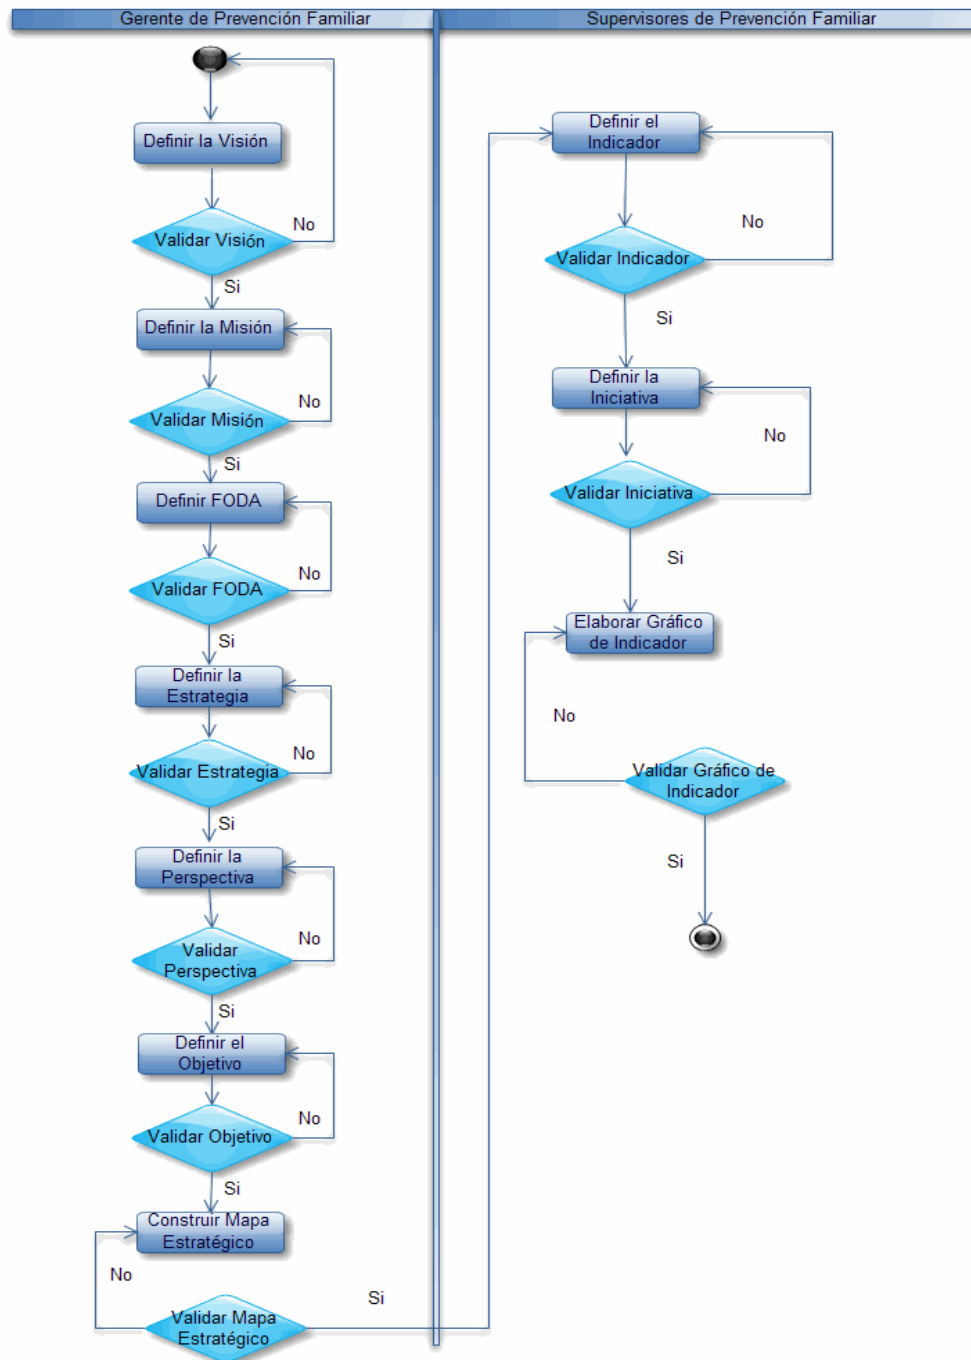 Gerente de Prevención Familiar
Supervisores de Prevención Familiar
Definir la Visión
Validar Visión
No
Si
Definir la Misión
Validar Misión
No
Si
Definir FODA
Validar FODA
No
Si
Definir la
Estrategia
Validar Estrategia
No
Si
Definir la
Perspectiva
Validar
Perspectiva
No
Si
Definir el
Objetivo
Validar Objetivo
No
Si
Construir Mapa
Estratégico
No
Validar Mapa
Estratégico
Si
Definir el
Indicador
No
Validar Indicador
Si
Definir la
Iniciativa
No
Validar Iniciativa
Si
Elaborar Gráfico
de Indicador
No
Validar Gráfico de
Indicador
Si